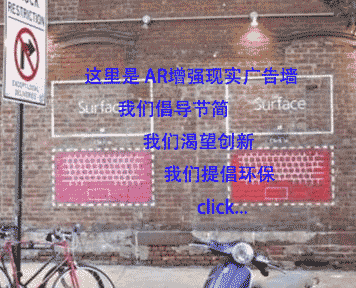 RESTRICTION
EXCEPT LOCAL
DELIVERIES
这里是 AR增强现实广告墙
Surface
Surface
我们倡导节简
我们渴望创新
我们提倡环保
click...